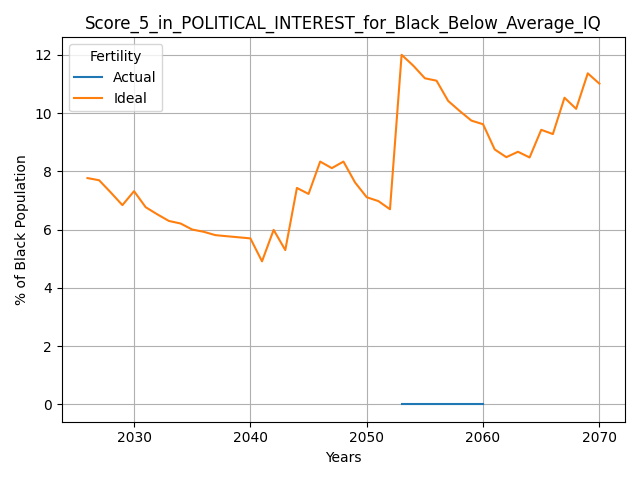 Score_5_in_POLITICAL_INTEREST_for_Black_Below_Average_IQ
Fertility
Actual
Ideal
% of Black Population
12
10
8
6
4
2
0
2030 2040 2050 2060 2070
Years